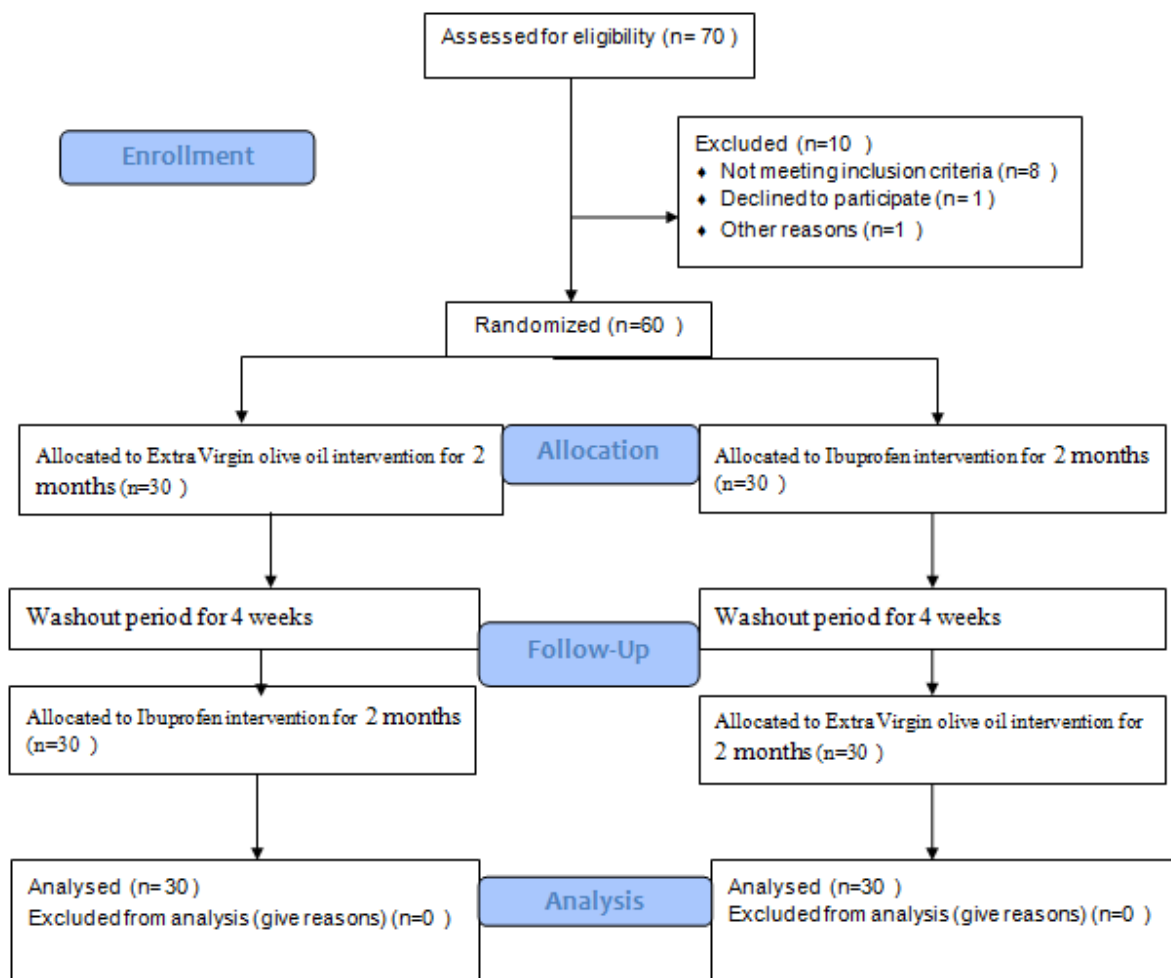 Assessed for eligibility (n= 70 )
Enrollment
Excluded (n=10 )
♦ Not meeting inclusion criteria (n=8 )
♦ Declined to participate (n= 1 )
♦ Other reasons (n=1 )
Randomized (n=60 )
Allocated to Extra Virgin olive oil intervention for 2
months (n=30 )
Allocation
Allocated to Ibuprofen intervention for 2 months
(n=30 )
Washout period for 4 weeks
Washout period for 4 weeks
Follow-Up
Allocated to Ibuprofen intervention for 2 months
(n=30 )
Allocated to Extra Virgin olive oil intervention for
2 months (n=30 )
Analysed (n= 30 )
Excluded from analysis (give reasons) (n=0 )
Analysis
Analysed (n=30 )
Excluded from analysis (give reasons) (n=0 )